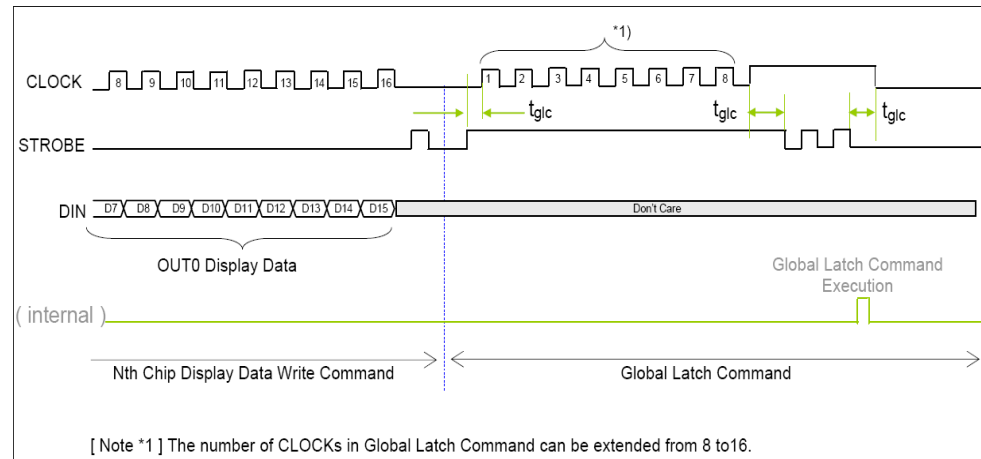 *1)
CLOCK 8 9 10 11 12 13 14 15 16 1 2 3 4 5 6 7 8
tglc tglc tglc
STROBE
DIN D7 D8 D9 D10 D11 D12 D13 D14 D15 Don't Care
OUT0 Display Data
Global Latch Command
Execution
( internal )
Nth Chip Display Data Write Command Global Latch Command
[ Note *1 ] The number of CLOCKs in Global Latch Command can be extended from 8 to16.